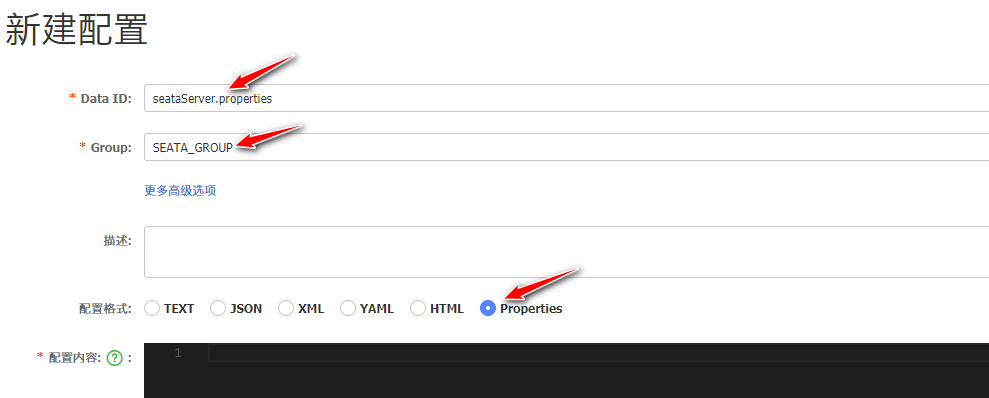 新建配置
* Data ID: seataServer.properties
* Group: SEATA_GROUP
更多高级选项
描述:
配置格式: TEXT JSON XML YAML HTML Properties
* 配置内容: ? :
1